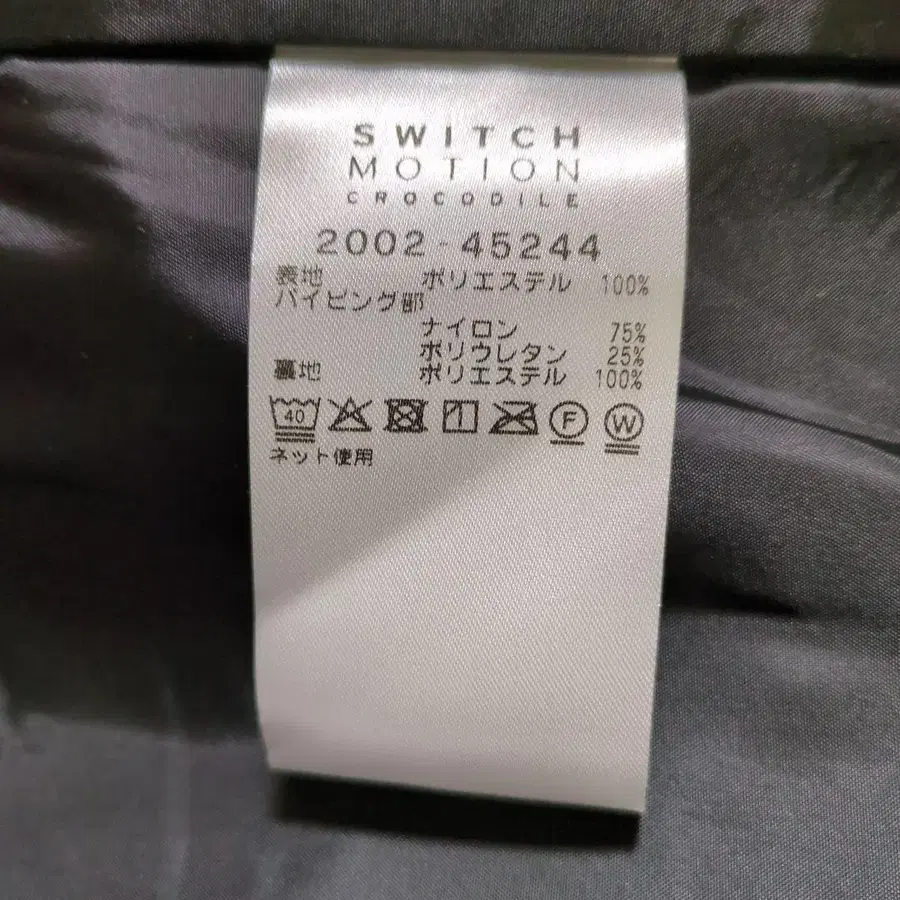 SWITCH
MOTION
CROCODILE
2002-45244
表地 ポリエステル 100%
パイピング部
ナイロン 75%
ポリウレタン 25%
裏地 ポリエステル 100%
40 F W
ネット使用